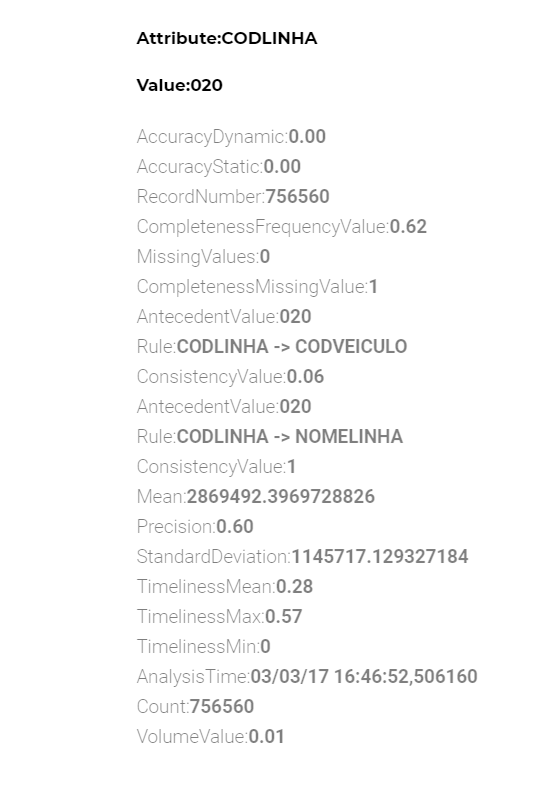 Attribute:CODLINHA
Value:020
AccuracyDynamic:0.00
AccuracyStatic:0.00
RecordNumber:756560
CompletenessFrequencyValue:0.62
MissingValues:0
CompletenessMissingValue:1
AntecedentValue:020
Rule:CODLINHA -> CODVEICULO
ConsistencyValue:0.06
AntecedentValue:020
Rule:CODLINHA -> NOMELINHA
ConsistencyValue:1
Mean:2869492.3969728826
Precision:0.60
StandardDeviation:1145717.129327184
TimelinessMean:0.28
TimelinessMax:0.57
TimelinessMin:0
AnalysisTime:03/03/17 16:46:52,506160
Count:756560
VolumeValue:0.01